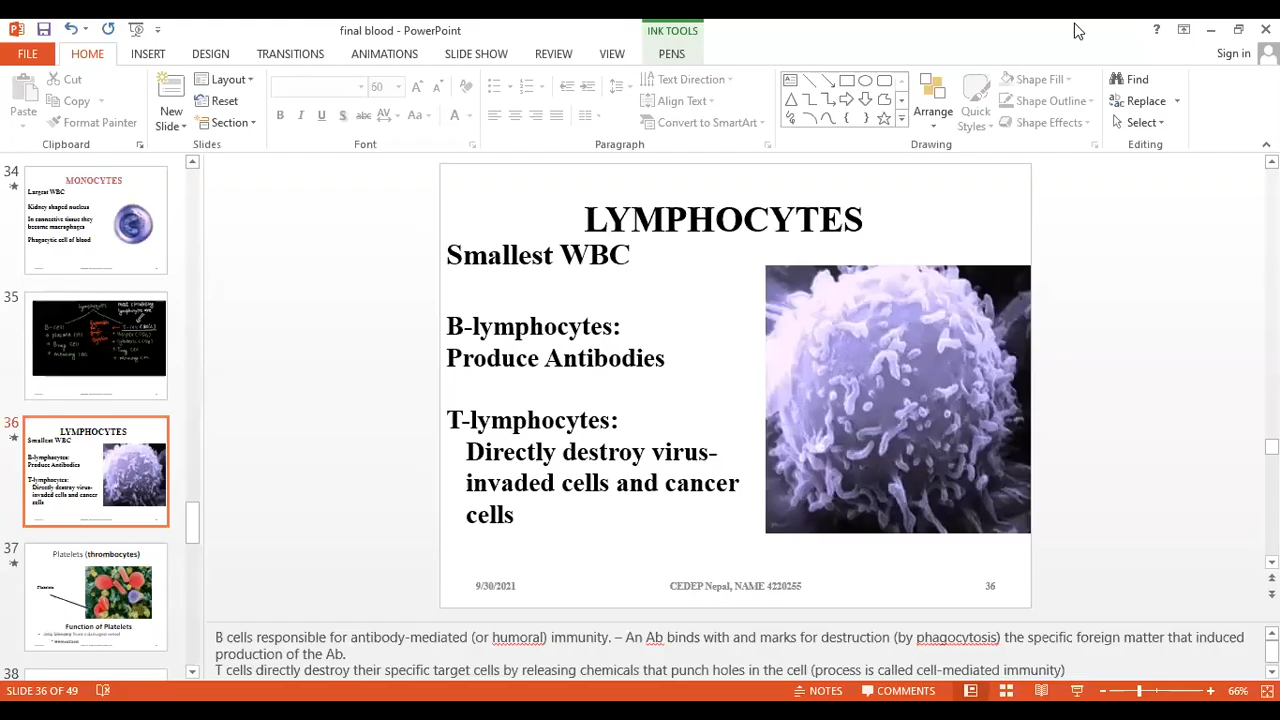 final blood - PowerPoint
INK TOOLS
?
FILE
HOME
INSERT
DESIGN
TRANSITIONS
ANIMATIONS
SLIDE SHOW
REVIEW
VIEW
PENS
Sign in
Paste
Cut
Copy
Format Painter
Clipboard
New
Slide
Layout
Reset
Section
Slides
60
B I U S abc AV Aa A
Font
Text Direction
Align Text
Convert to SmartArt
Paragraph
Arrange
Quick
Styles
Shape Fill
Shape Outline
Shape Effects
Drawing
Find
Replace
Select
Editing
34
MONOCYTES
Largest WBC
Kidney shaped nucleus
In connective tissue they
become macrophages
Phagocytic cell of blood
35
36
LYMPHOCYTES
Smallest WBC
B-lymphocytes:
Produce Antibodies
T-lymphocytes:
Directly destroy virus-
invaded cells and cancer
cells
37
Platelets (thrombocytes)
Platelets
Function of Platelets
38
LYMPHOCYTES
Smallest WBC
B-lymphocytes:
Produce Antibodies
T-lymphocytes:
Directly destroy virus-
invaded cells and cancer
cells
9/30/2021
CEDEP Nepal, NAME 4220255
36
B cells responsible for antibody-mediated (or humoral) immunity. – An Ab binds with and marks for destruction (by phagocytosis) the specific foreign matter that induced
production of the Ab.
T cells directly destroy their specific target cells by releasing chemicals that punch holes in the cell (process is called cell-mediated immunity)
SLIDE 36 OF 49
NOTES
COMMENTS
66%